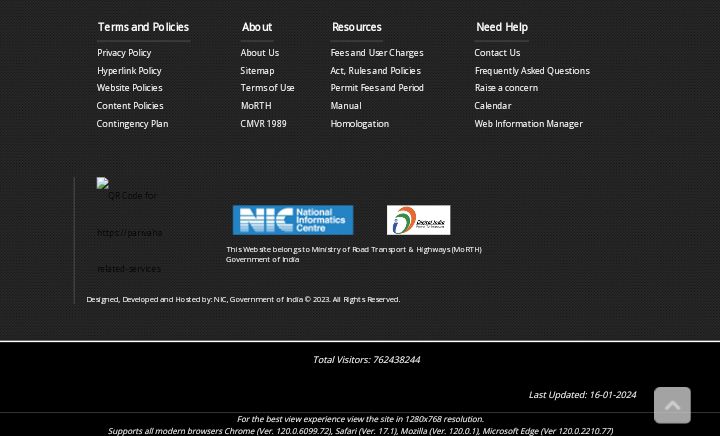 Terms and Policies
Privacy Policy
Hyperlink Policy
Website Policies
Content Policies
Contingency Plan
About
About Us
Sitemap
Terms of Use
MoRTH
CMVR 1989
Resources
Fees and User Charges
Act, Rules and Policies
Permit Fees and Period
Manual
Homologation
Need Help
Contact Us
Frequently Asked Questions
Raise a concern
Calendar
Web Information Manager
QR Code for
https://parivaha
related-services
NIC National
Informatics
Centre
Digital India
This Website belongs to Ministry of Road Transport & Highways (MoRTH)
Government of India
Designed, Developed and Hosted by: NIC, Government of India © 2023. All Rights Reserved.
Total Visitors: 762438244
Last Updated: 16-01-2024
For the best view experience view the site in 1280x768 resolution.
Supports all modern browsers Chrome (Ver. 120.0.6099.72), Safari (Ver. 17.1), Mozilla (Ver. 120.0.1), Microsoft Edge (Ver 120.0.2210.77)